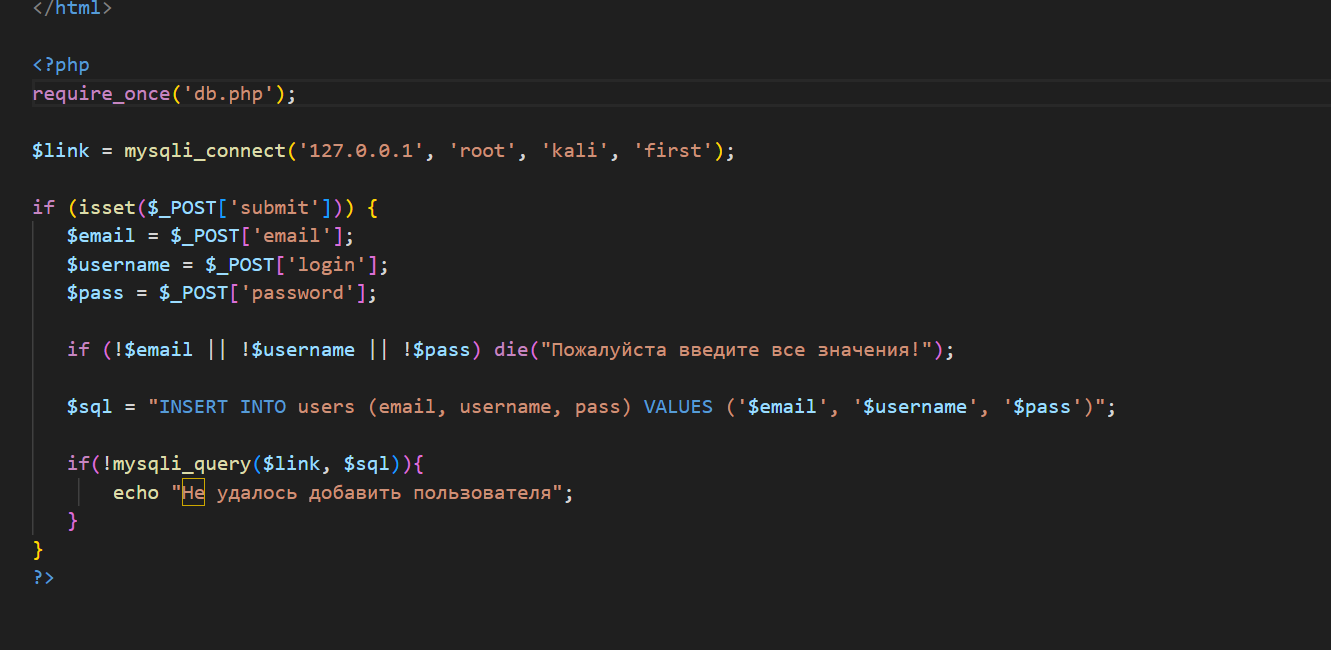 </html>
<?php
require_once('db.php');
$link = mysqli_connect('127.0.0.1', 'root', 'kali', 'first');
if (isset($_POST['submit'])) {
$email = $_POST['email'];
$username = $_POST['login'];
$pass = $_POST['password'];
if (!$email || !$username || !$pass) die("Пожалуйста введите все значения!");
$sql = "INSERT INTO users (email, username, pass) VALUES ('$email', '$username', '$pass')";
if(!mysqli_query($link, $sql)){
echo "Не удалось добавить пользователя";
}
}
?>